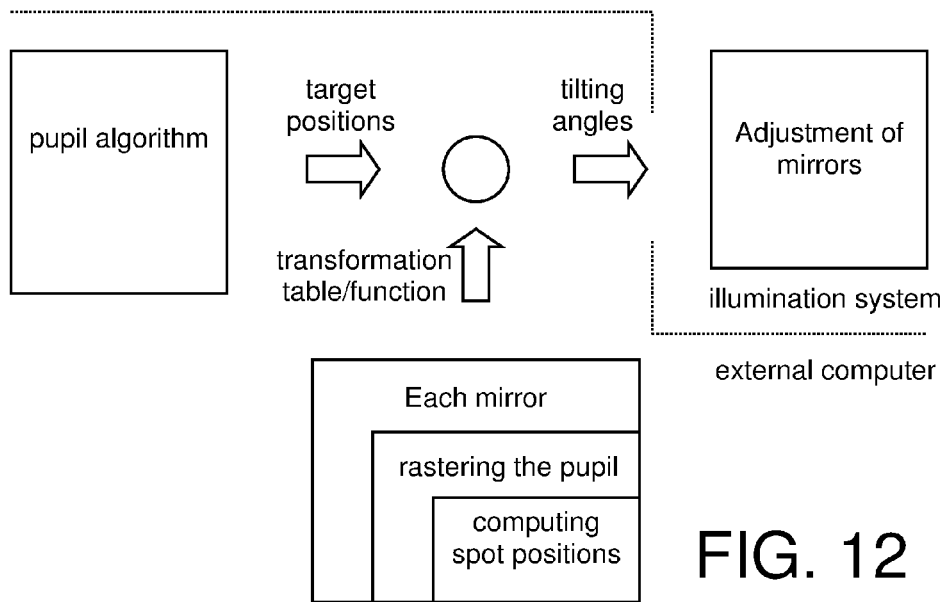 pupil algorithm
target
positions
tilting
angles
Adjustment of
mirrors
transformation
table/function
illumination system
external computer
Each mirror
rastering the pupil
computing
spot positions
FIG. 12